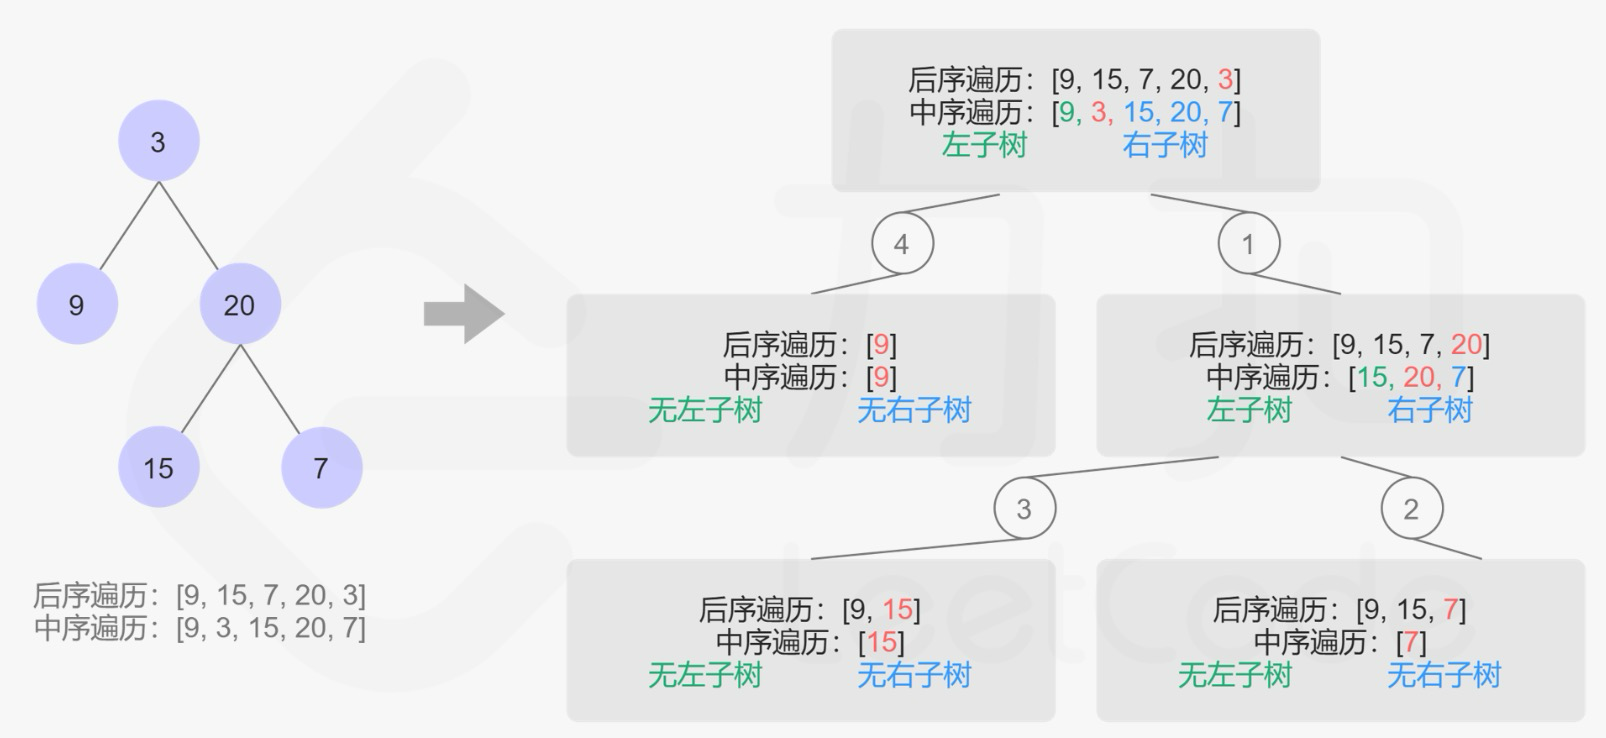 3
9
20
15
7
后序遍历：[9, 15, 7, 20, 3]
中序遍历：[9, 3, 15, 20, 7]
后序遍历：[9, 15, 7, 20, 3]
中序遍历：[9, 3, 15, 20, 7]
左子树 右子树
4
1
后序遍历：[9]
中序遍历：[9]
无左子树 无右子树
后序遍历：[9, 15, 7, 20]
中序遍历：[15, 20, 7]
左子树 右子树
3
2
后序遍历：[9, 15]
中序遍历：[15]
无左子树 无右子树
后序遍历：[9, 15, 7]
中序遍历：[7]
无左子树 无右子树
力扣
LeetCode